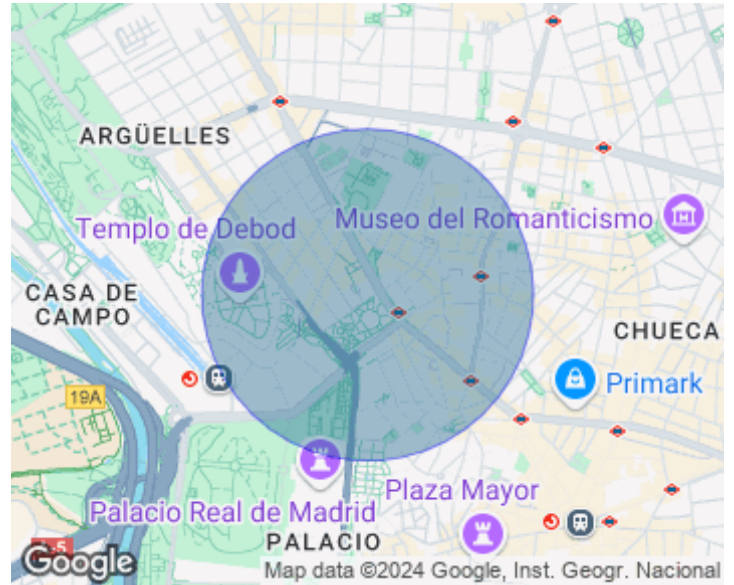 ARGÜELLES
Templo de Debod
Museo del Romanticismo
CASA DE
CAMPO
CHUECA
Primark
19A
Plaza Mayor
Palacio Real de Madrid
PALACIO
Google
Map data ©2024 Google, Inst. Geogr. Nacional